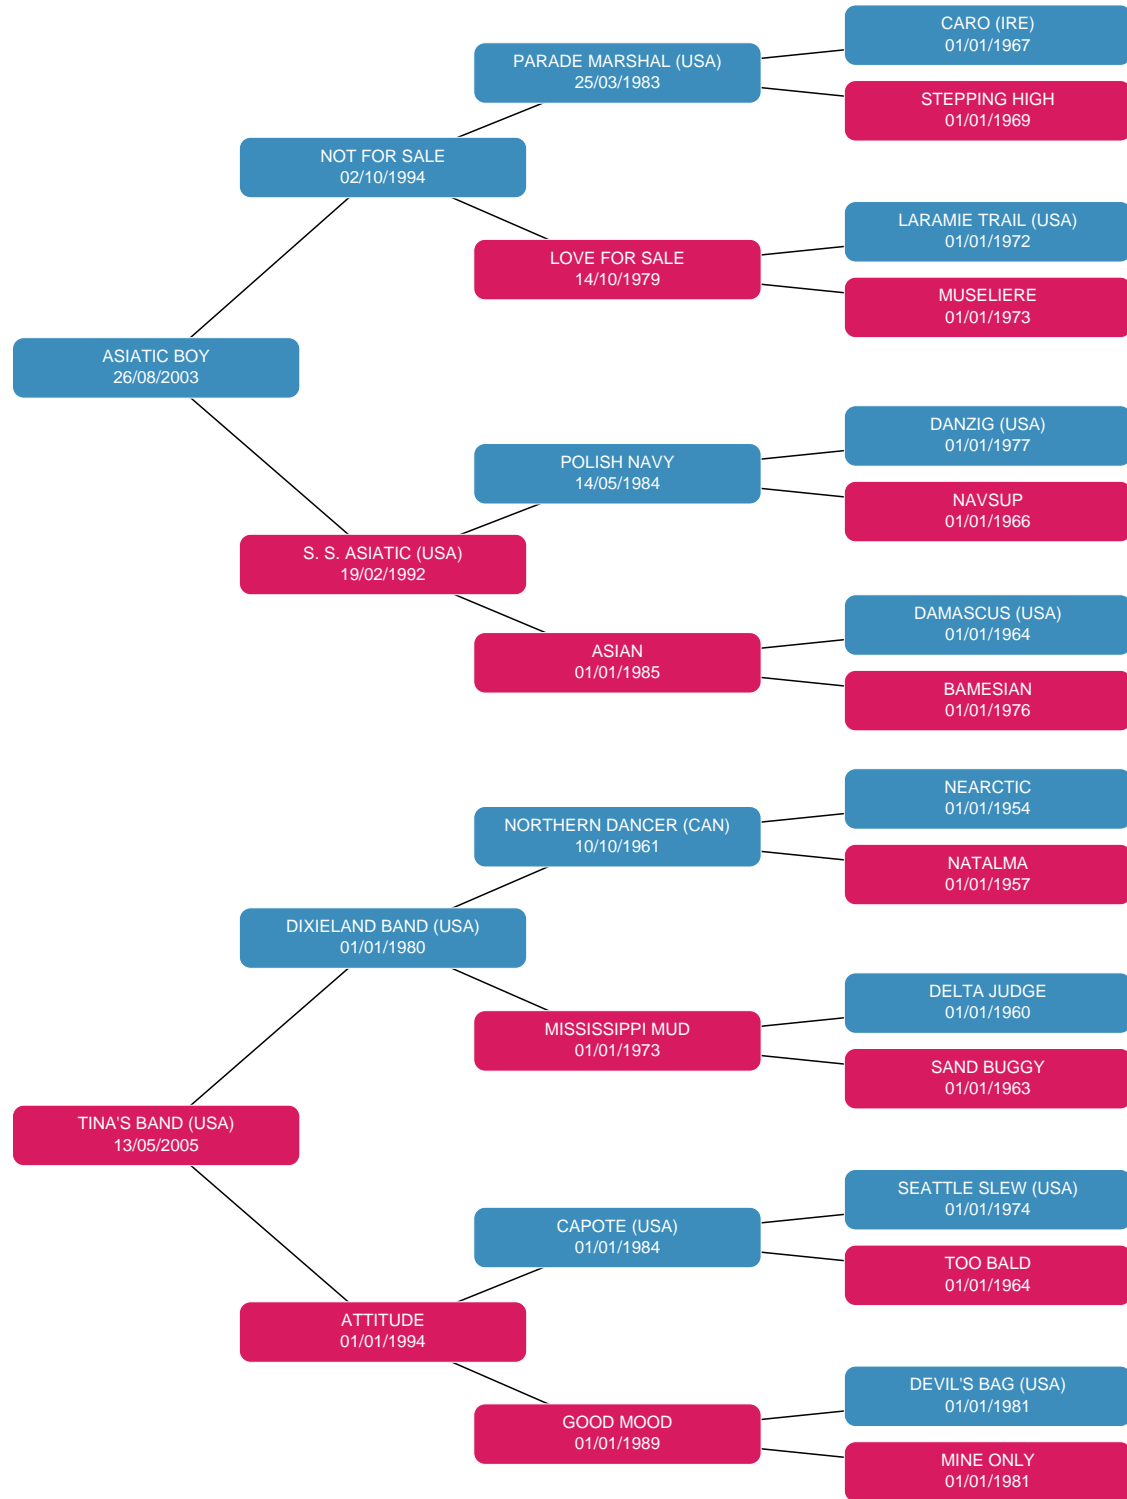 CARO (IRE)
01/01/1967
PARADE MARSHAL (USA)
25/03/1983
STEPPING HIGH
01/01/1969
NOT FOR SALE
02/10/1994
LARAMIE TRAIL (USA)
01/01/1972
LOVE FOR SALE
14/10/1979
MUSELIERE
01/01/1973
ASIATIC BOY
26/08/2003
DANZIG (USA)
01/01/1977
POLISH NAVY
14/05/1984
NAVSUP
01/01/1966
S. S. ASIATIC (USA)
19/02/1992
DAMASCUS (USA)
01/01/1964
ASIAN
01/01/1985
BAMESIAN
01/01/1976
NEARCTIC
01/01/1954
NORTHERN DANCER (CAN)
10/10/1961
NATALMA
01/01/1957
DIXIELAND BAND (USA)
01/01/1980
DELTA JUDGE
01/01/1960
MISSISSIPPI MUD
01/01/1973
SAND BUGGY
01/01/1963
TINA'S BAND (USA)
13/05/2005
SEATTLE SLEW (USA)
01/01/1974
CAPOTE (USA)
01/01/1984
TOO BALD
01/01/1964
ATTITUDE
01/01/1994
DEVIL'S BAG (USA)
01/01/1981
GOOD MOOD
01/01/1989
MINE ONLY
01/01/1981